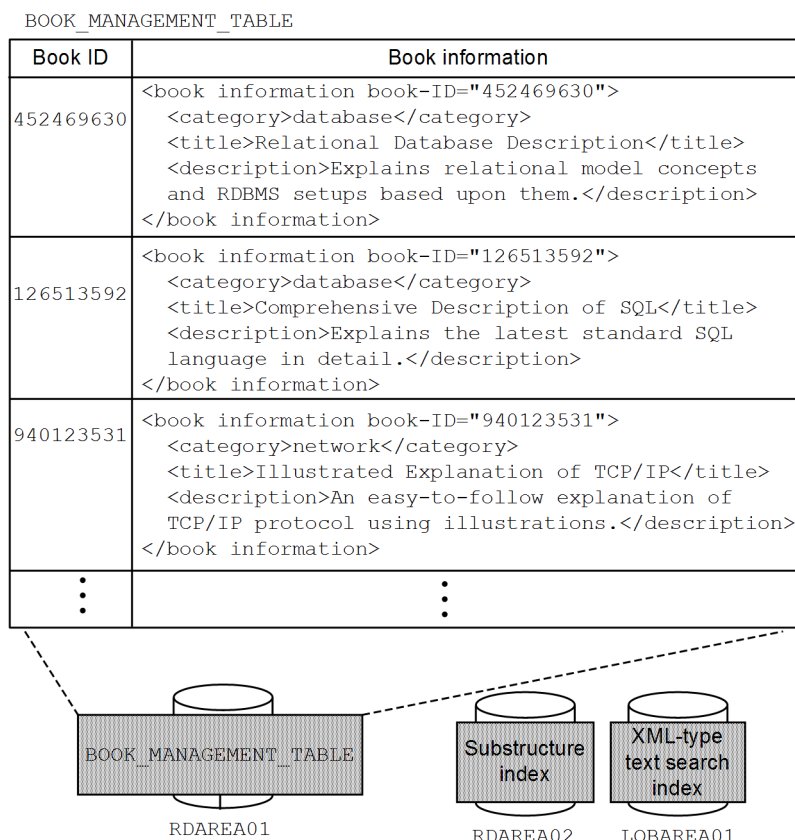 BOOK_MANAGEMENT_TABLE
Book ID
Book information
452469630
<book information book-ID="452469630">
<category>database</category>
<title>Relational Database Description</title>
<description>Explains relational model concepts
and RDBMS setups based upon them.</description>
</book information>
126513592
<book information book-ID="126513592">
<category>database</category>
<title>Comprehensive Description of SQL</title>
<description>Explains the latest standard SQL
language in detail.</description>
</book information>
940123531
<book information book-ID="940123531">
<category>network</category>
<title>Illustrated Explanation of TCP/IP</title>
<description>An easy-to-follow explanation of
TCP/IP protocol using illustrations.</description>
</book information>
BOOK_MANAGEMENT_TABLE
RDAREA01
Substructure
index
RDAREA02
XML-type
text search
index
LOBAREA01